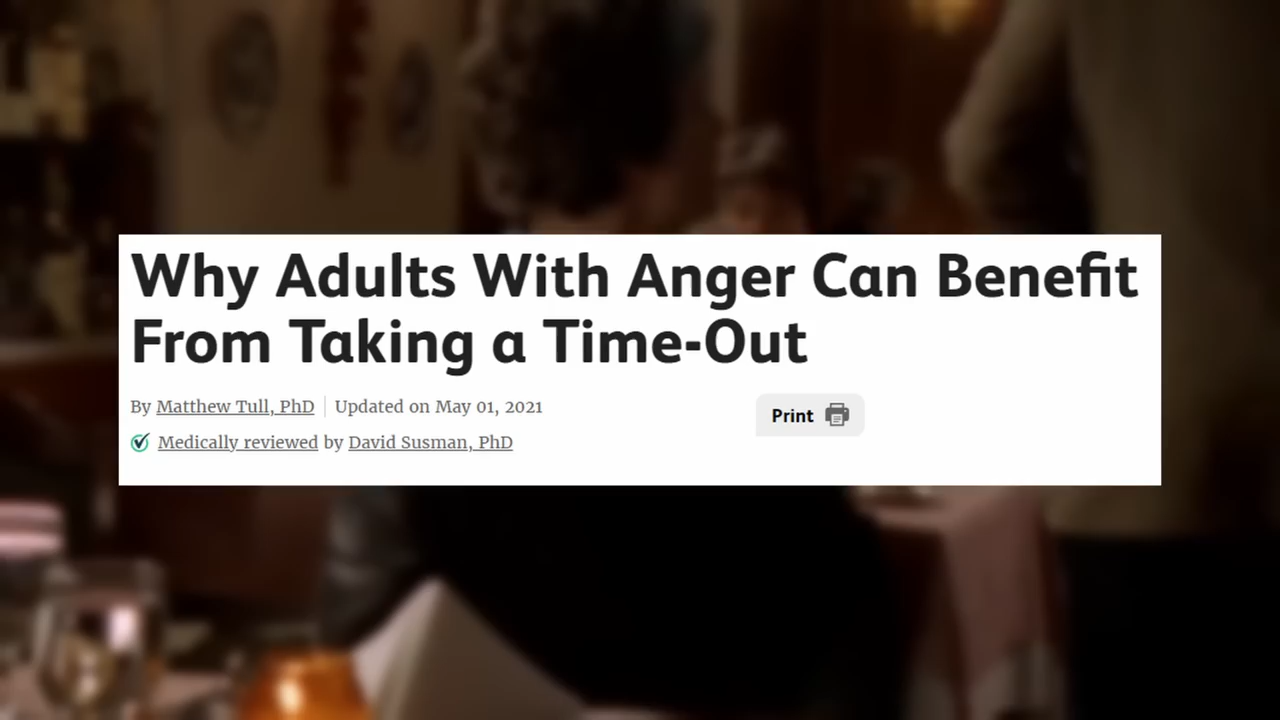 Why Adults With Anger Can Benefit
From Taking a Time-Out
By Matthew Tull, PhD | Updated on May 01, 2021
Print
Medically reviewed by David Susman, PhD